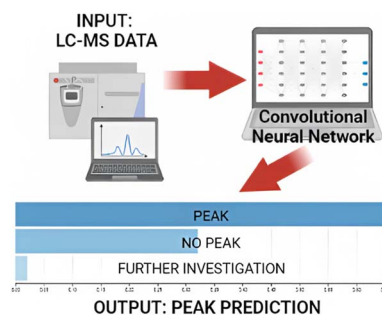 INPUT:
LC-MS DATA
Convolutional
Neural Network
PEAK
NO PEAK
FURTHER INVESTIGATION
OUTPUT: PEAK PREDICTION